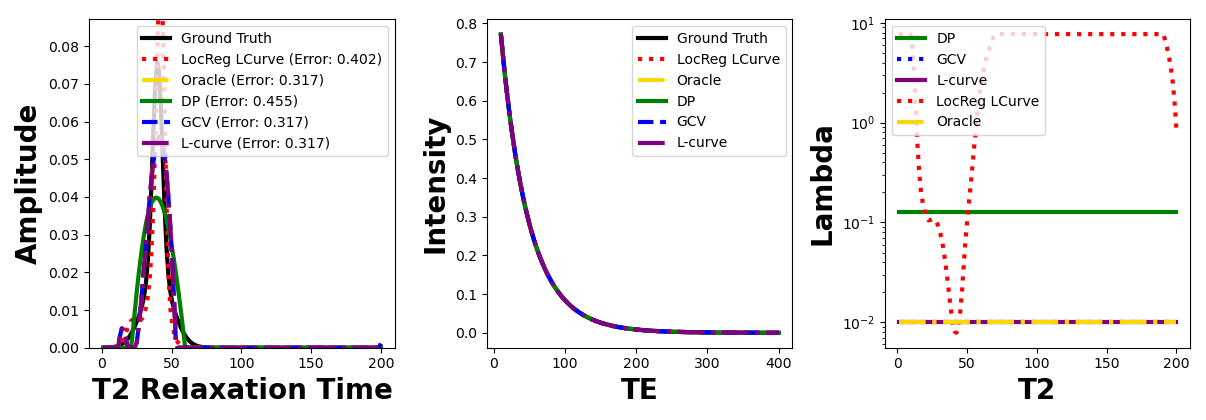 Amplitude
0.08
0.07
0.06
0.05
0.04
0.03
0.02
0.01
0.00
Ground Truth
LocReg LCurve (Error: 0.402)
Oracle (Error: 0.317)
DP (Error: 0.455)
GCV (Error: 0.317)
L-curve (Error: 0.317)
0 50 100 150 200
T2 Relaxation Time
Intensity
0.8
0.7
0.6
0.5
0.4
0.3
0.2
0.1
0.0
Ground Truth
LocReg LCurve
Oracle
DP
GCV
L-curve
0 100 200 300 400
TE
Lambda
10¹
10⁰
10⁻¹
10⁻²
DP
GCV
L-curve
LocReg LCurve
Oracle
0 50 100 150 200
T2